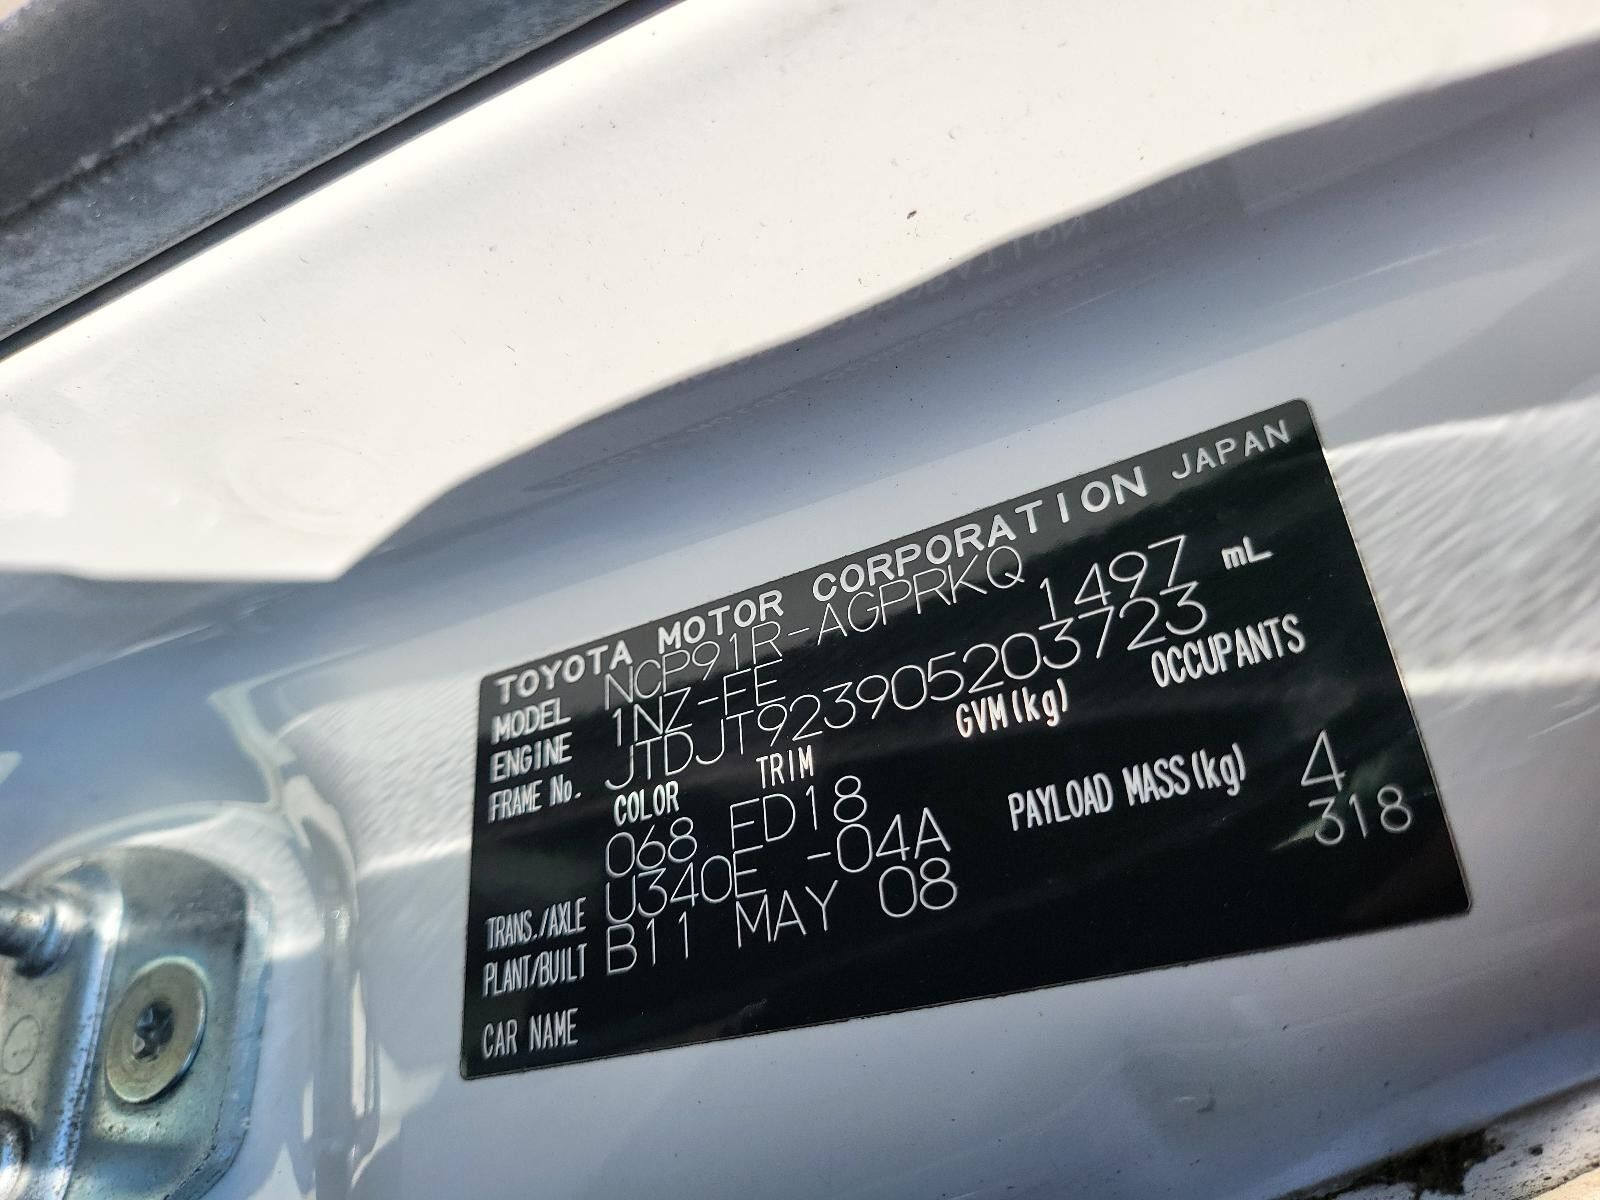 TOYOTA MOTOR CORPORATION JAPAN
MODEL NCP91R-AGPRKQ
ENGINE 1NZ-FE 1497 mL
FRAME No. JTDJT923905203723
COLOR TRIM GVM(kg) OCCUPANTS
068 ED18 4
TRANS./AXLE U340E -04A PAYLOAD MASS(kg) 318
PLANT/BUILT B11 MAY 08
CAR NAME